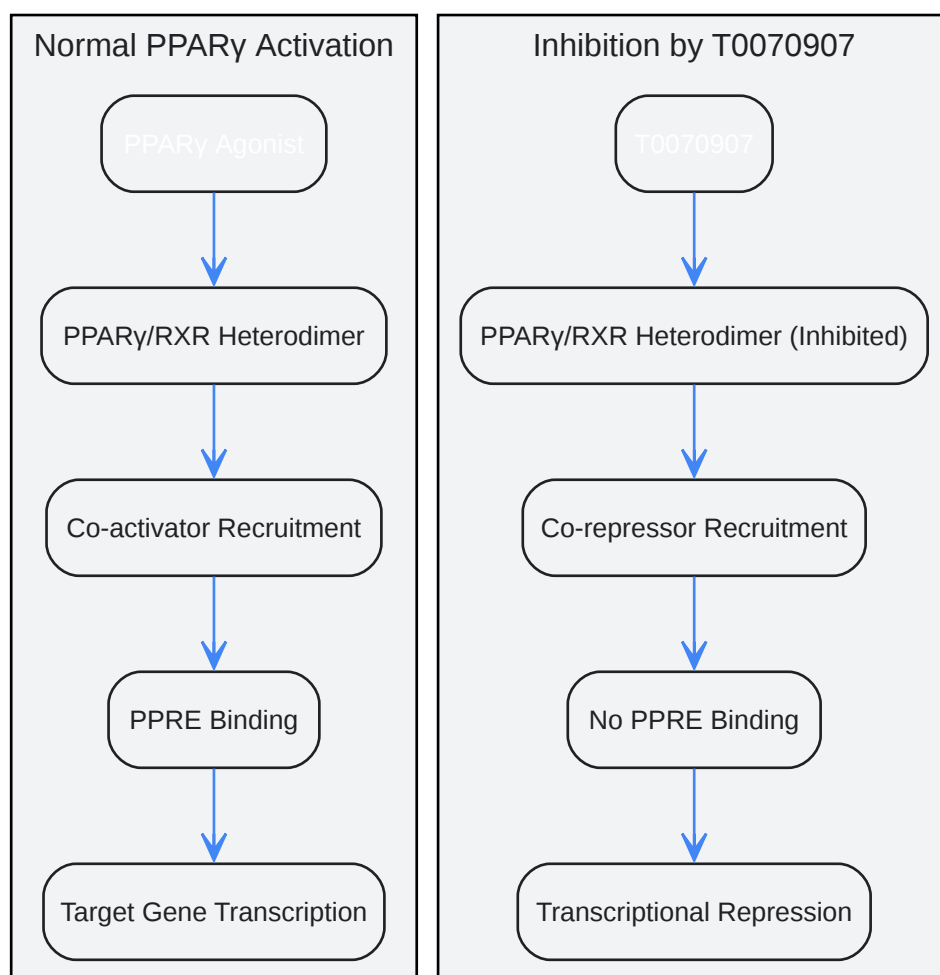 Normal PPARγ Activation
PPARγ Agonist
PPARγ/RXR Heterodimer
Co-activator Recruitment
PPRE Binding
Target Gene Transcription
Inhibition by T0070907
T0070907
PPARγ/RXR Heterodimer (Inhibited)
Co-repressor Recruitment
No PPRE Binding
Transcriptional Repression